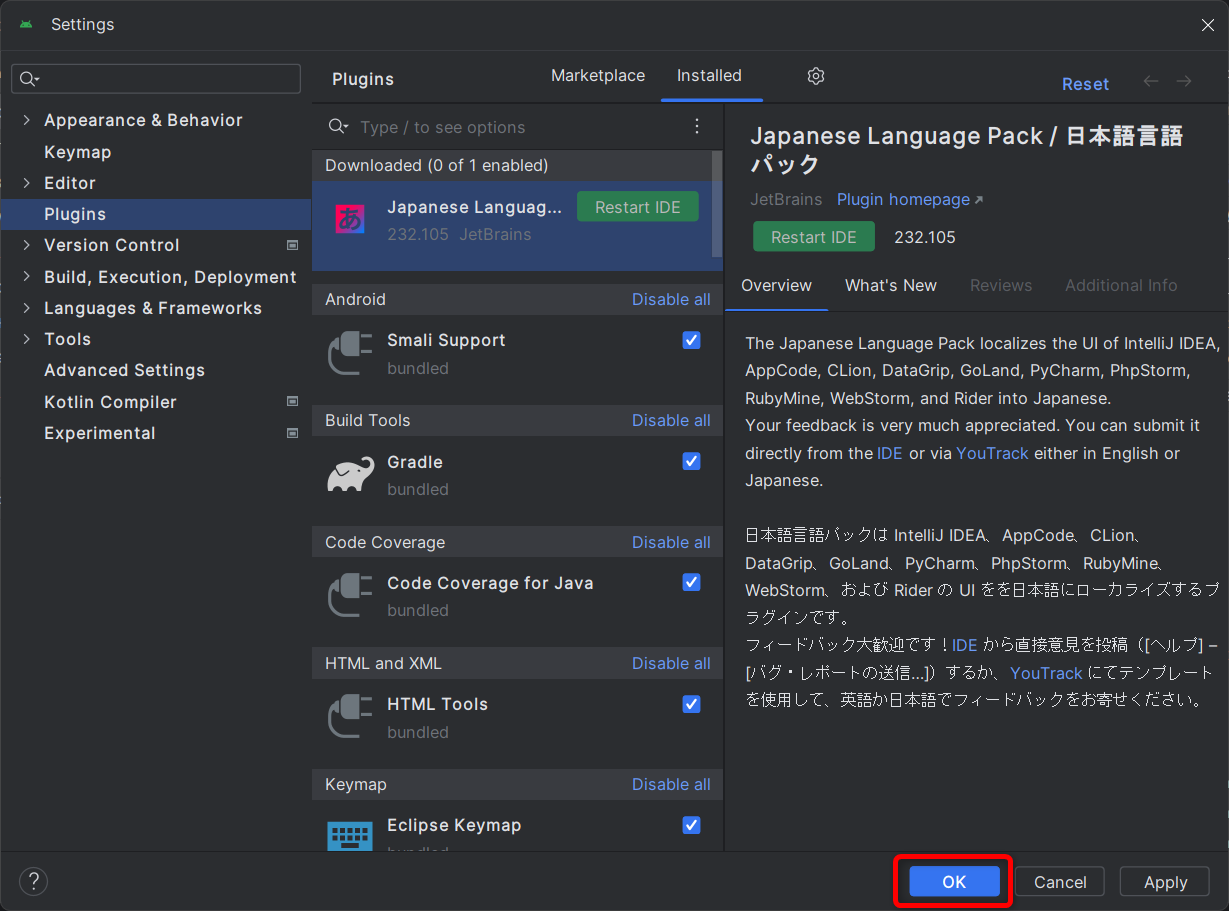 Settings
Appearance & Behavior
Keymap
Editor
Plugins
Version Control
Build, Execution, Deployment
Languages & Frameworks
Tools
Advanced Settings
Kotlin Compiler
Experimental
Plugins
Marketplace
Installed
Reset
Type / to see options
Downloaded (0 of 1 enabled)
あ
Japanese Languag... Restart IDE
232.105 JetBrains
Android Disable all
Smali Support
bundled
Build Tools Disable all
Gradle
bundled
Code Coverage Disable all
Code Coverage for Java
bundled
HTML and XML Disable all
HTML Tools
bundled
Keymap Disable all
Eclipse Keymap
bundled
Japanese Language Pack / 日本語言語
パック
JetBrains Plugin homepage
Restart IDE 232.105
Overview What's New Reviews Additional Info
The Japanese Language Pack localizes the UI of IntelliJ IDEA,
AppCode, CLion, DataGrip, GoLand, PyCharm, PhpStorm,
RubyMine, WebStorm, and Rider into Japanese.
Your feedback is very much appreciated. You can submit it
directly from the IDE or via YouTrack either in English or
Japanese.
日本語言語パックは IntelliJ IDEA、AppCode、CLion、
DataGrip、GoLand、PyCharm、PhpStorm、RubyMine、
WebStorm、および Rider の UI をを日本語にローカライズするプ
ラグインです。
フィードバック大歓迎です！IDE から直接意見を投稿（[ヘルプ] –
[バグ・レポートの送信...]）するか、YouTrack にてテンプレート
を使用して、英語か日本語でフィードバックをお寄せください。
?
OK
Cancel
Apply